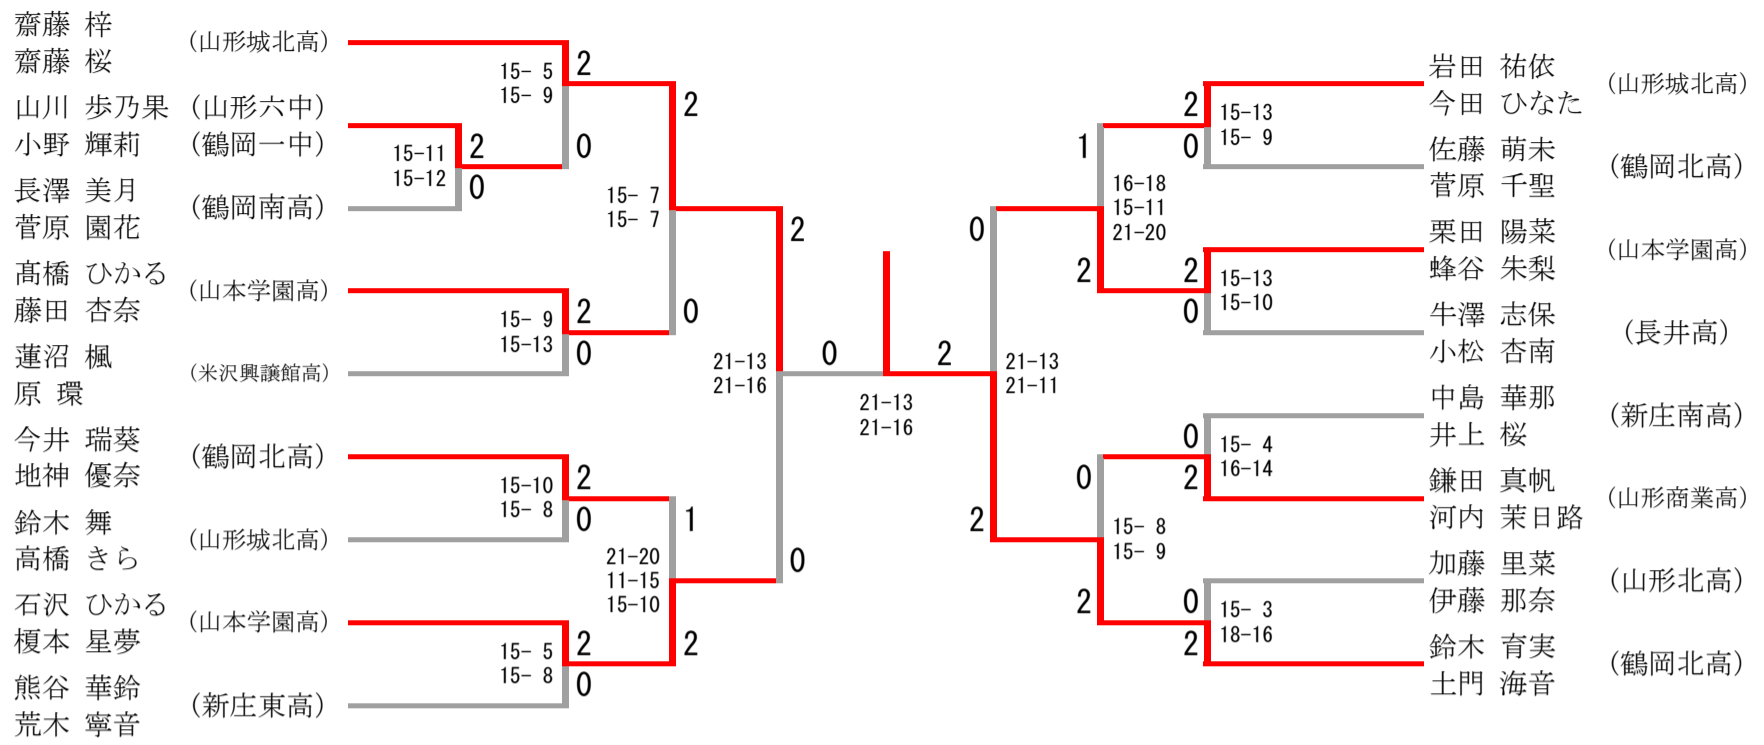 齋藤 梓
齋藤 桜
(山形城北高)
山川 歩乃果 (山形六中)
小野 輝莉 (鶴岡一中)
長澤 美月
菅原 園花
(鶴岡南高)
髙橋 ひかる
藤田 杏奈
(山本学園高)
蓮沼 楓
原 環
(米沢興譲館高)
今井 瑞葵
地神 優奈
(鶴岡北高)
鈴木 舞
高橋 きら
(山形城北高)
石沢 ひかる
榎本 星夢
(山本学園高)
熊谷 華鈴
荒木 寧音
(新庄東高)
15-11
15-12
2
0
15- 5
15- 9
2
0
15- 9
15-13
2
0
15-10
15- 8
2
0
15- 5
15- 8
2
0
15- 7
15- 7
2
0
21-20
11-15
15-10
1
2
21-13
21-16
2
0
0
2
21-13
21-16
0
2
21-13
21-11
1
2
16-18
15-11
21-20
0
2
15- 8
15- 9
2
0
15-13
15- 9
2
0
15-13
15-10
0
2
15- 4
16-14
0
2
15- 3
18-16
岩田 祐依
今田 ひなた
(山形城北高)
佐藤 萌未
菅原 千聖
(鶴岡北高)
栗田 陽菜
蜂谷 朱梨
(山本学園高)
牛澤 志保
小松 杏南
(長井高)
中島 華那
井上 桜
(新庄南高)
鎌田 真帆
河内 茉日路
(山形商業高)
加藤 里菜
伊藤 那奈
(山形北高)
鈴木 育実
土門 海音
(鶴岡北高)